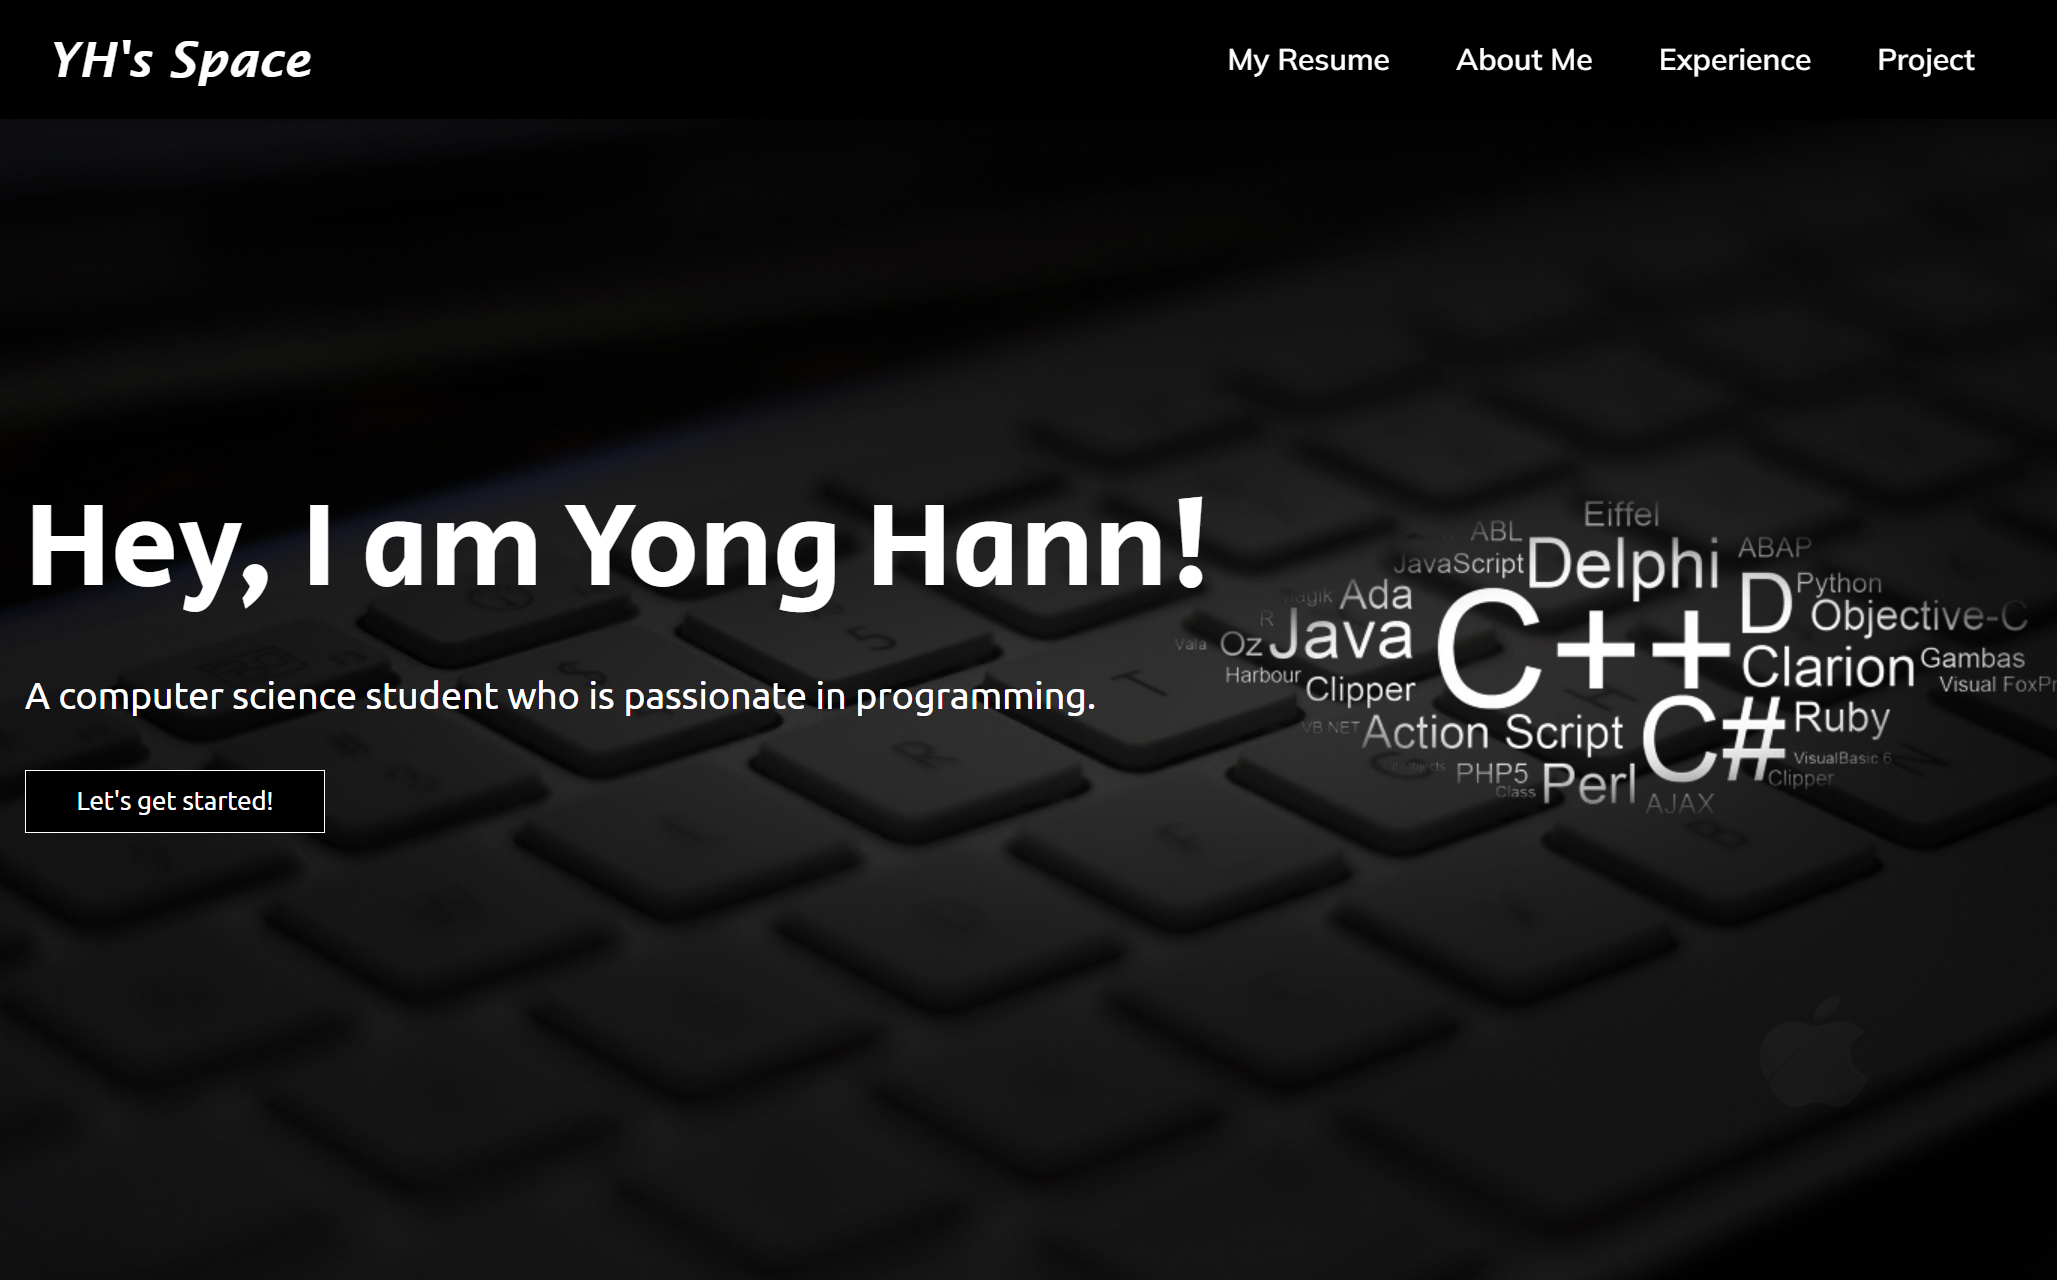 YH's Space
My Resume
About Me
Experience
Project
Hey, I am Yong Hann!
A computer science student who is passionate in programming.
Let's get started!
Eiffel
ABL
Delphi
ABAP
JavaScript
Python
Magik
Ada
D
Objective-C
R
Java
C++
Vala
Oz
Clarion
Gambas
Harbour
Clipper
Visual FoxPr
VB NET
Action Script
C#
Ruby
VisualBasic 6
PHP5
Perl
Clipper
Class
AJAX